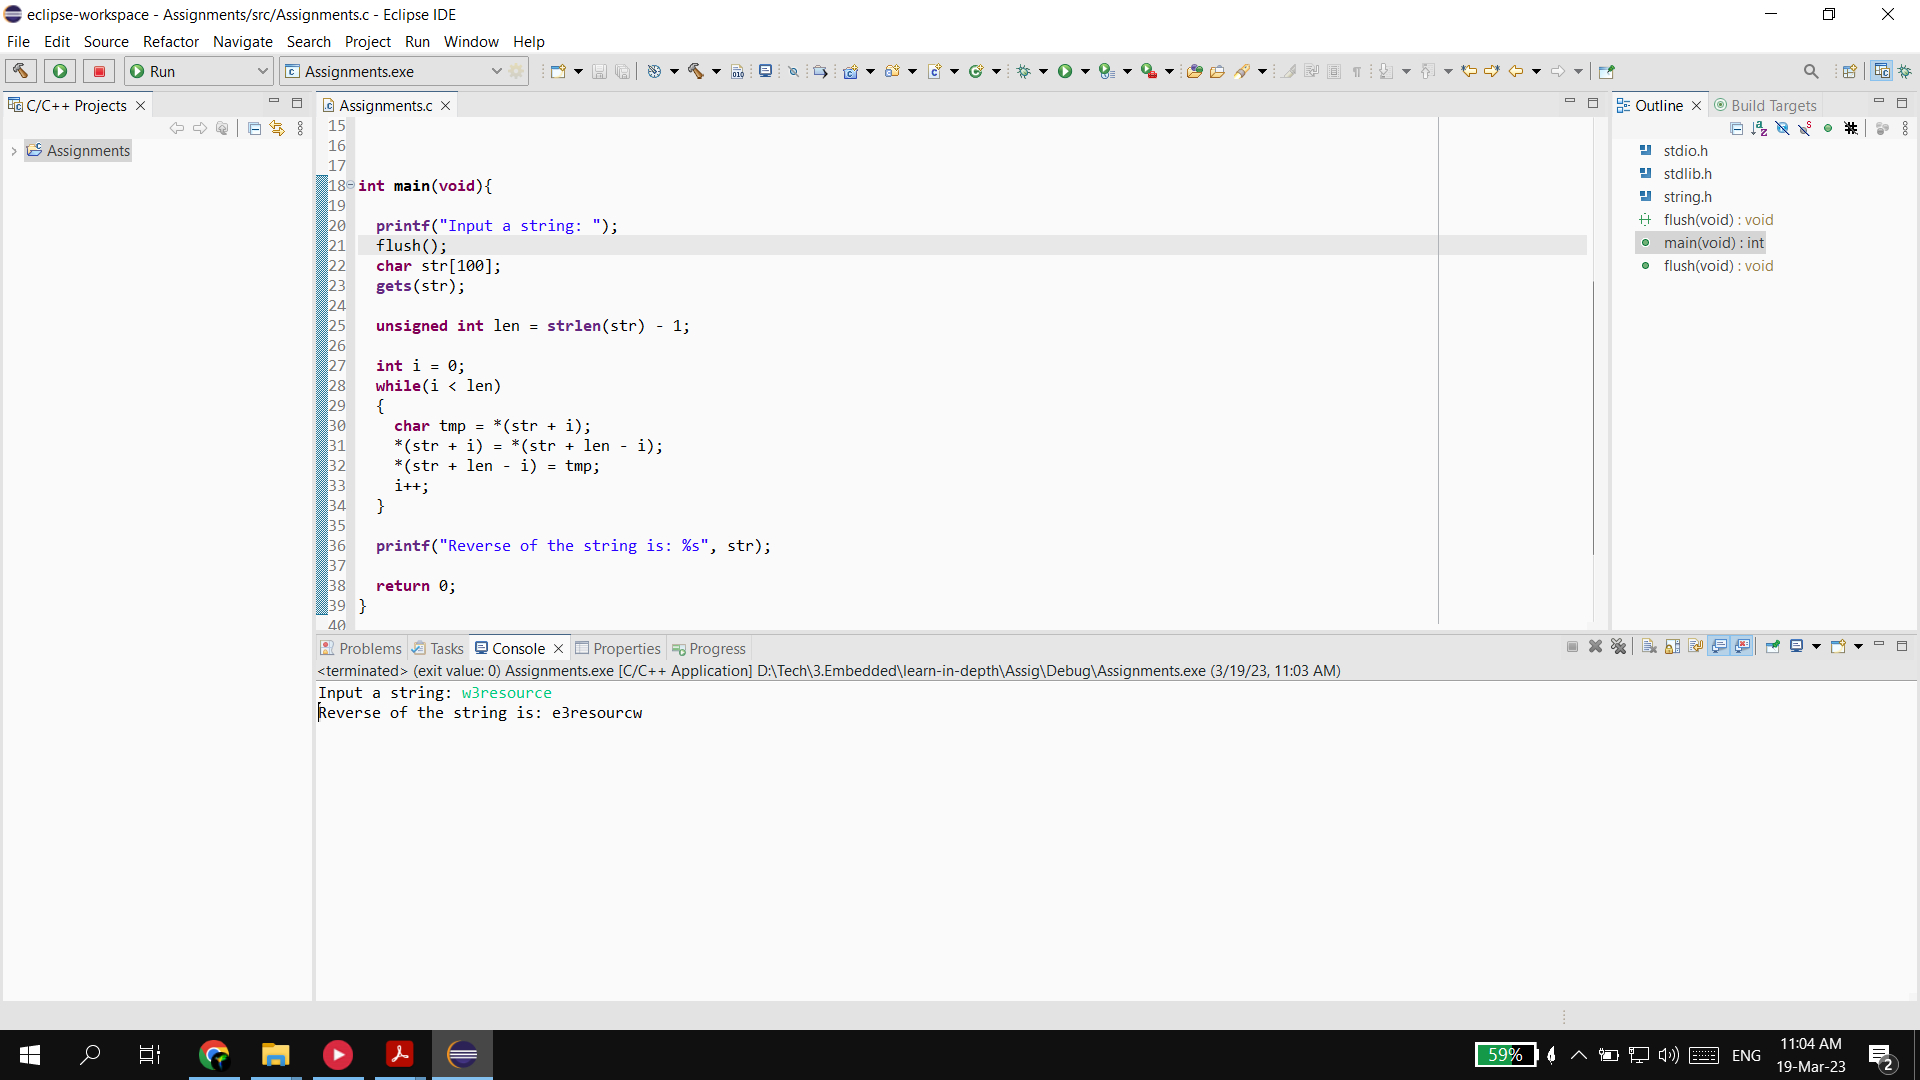 eclipse-workspace - Assignments/src/Assignments.c - Eclipse IDE
File Edit Source Refactor Navigate Search Project Run Window Help
Run Assignments.exe
C/C++ Projects
Assignments
Assignments.c
15
16
17
18 int main(void){
19
20 printf("Input a string: ");
21 flush();
22 char str[100];
23 gets(str);
24
25 unsigned int len = strlen(str) - 1;
26
27 int i = 0;
28 while(i < len)
29 {
30 char tmp = *(str + i);
31 *(str + i) = *(str + len - i);
32 *(str + len - i) = tmp;
33 i++;
34 }
35
36 printf("Reverse of the string is: %s", str);
37
38 return 0;
39 }
40
Outline Build Targets
stdio.h
stdlib.h
string.h
flush(void) : void
main(void) : int
flush(void) : void
Problems Tasks Console Properties Progress
<terminated> (exit value: 0) Assignments.exe [C/C++ Application] D:\Tech\3.Embedded\learn-in-depth\Assig\Debug\Assignments.exe (3/19/23, 11:03 AM)
Input a string: w3resource
Reverse of the string is: e3resourcw
59% ENG
11:04 AM
19-Mar-23
2